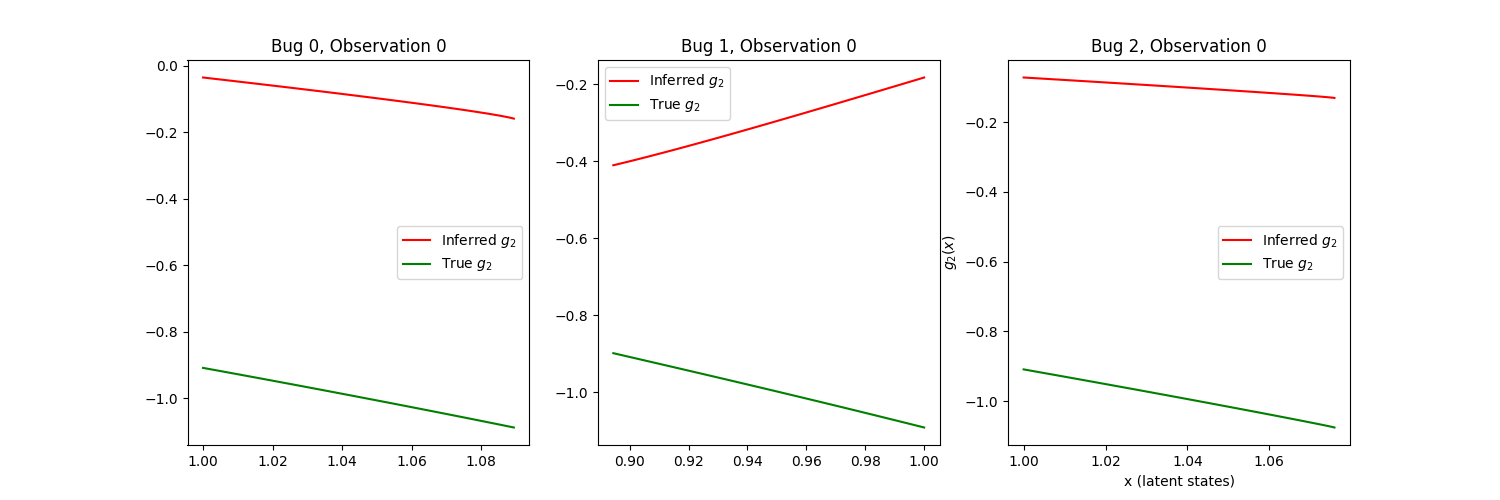 Bug 0, Observation 0
0.0
−0.2
−0.4
−0.6
−0.8
−1.0
Inferred g₂
True g₂
1.00 1.02 1.04 1.06 1.08
Bug 1, Observation 0
Inferred g₂
True g₂
−0.2
−0.4
−0.6
−0.8
−1.0
0.90 0.92 0.94 0.96 0.98 1.00
Bug 2, Observation 0
g₂(x)
−0.2
−0.4
−0.6
−0.8
−1.0
Inferred g₂
True g₂
1.00 1.02 1.04 1.06
x (latent states)